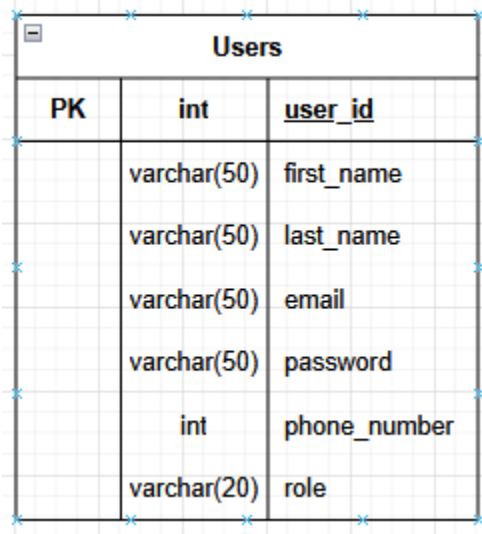 Users
PK int user_id
varchar(50) first_name
varchar(50) last_name
varchar(50) email
varchar(50) password
int phone_number
varchar(20) role